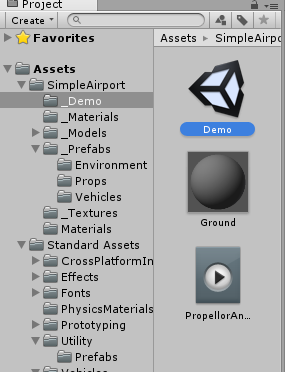 Project
Create
Favorites
Assets
SimpleAirport
_Demo
_Materials
_Models
_Prefabs
Environment
Props
Vehicles
_Textures
Materials
Standard Assets
CrossPlatformIn
Effects
Fonts
PhysicsMaterials
Prototyping
Utility
Prefabs
Vehicles
Assets SimpleAirpo
Demo
Ground
PropellorAn...